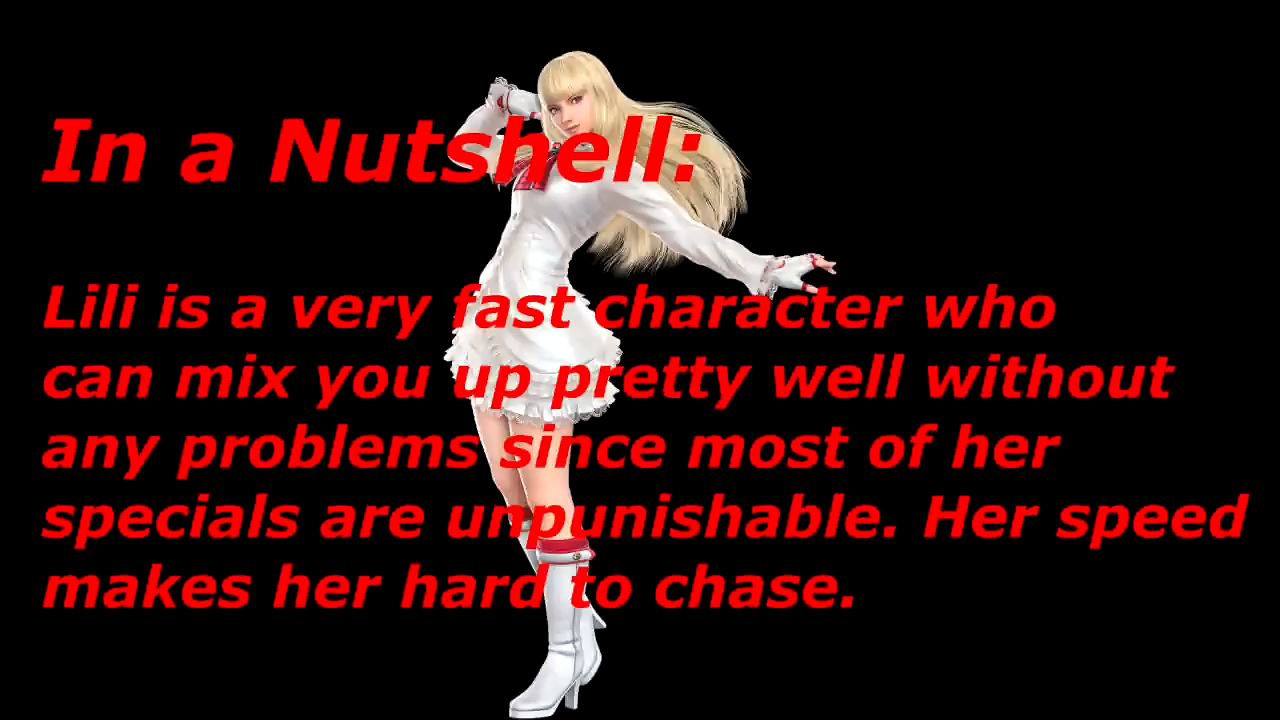 In a Nutshell:
Lili is a very fast character who
can mix you up pretty well without
any problems since most of her
specials are unpunishable. Her speed
makes her hard to chase.